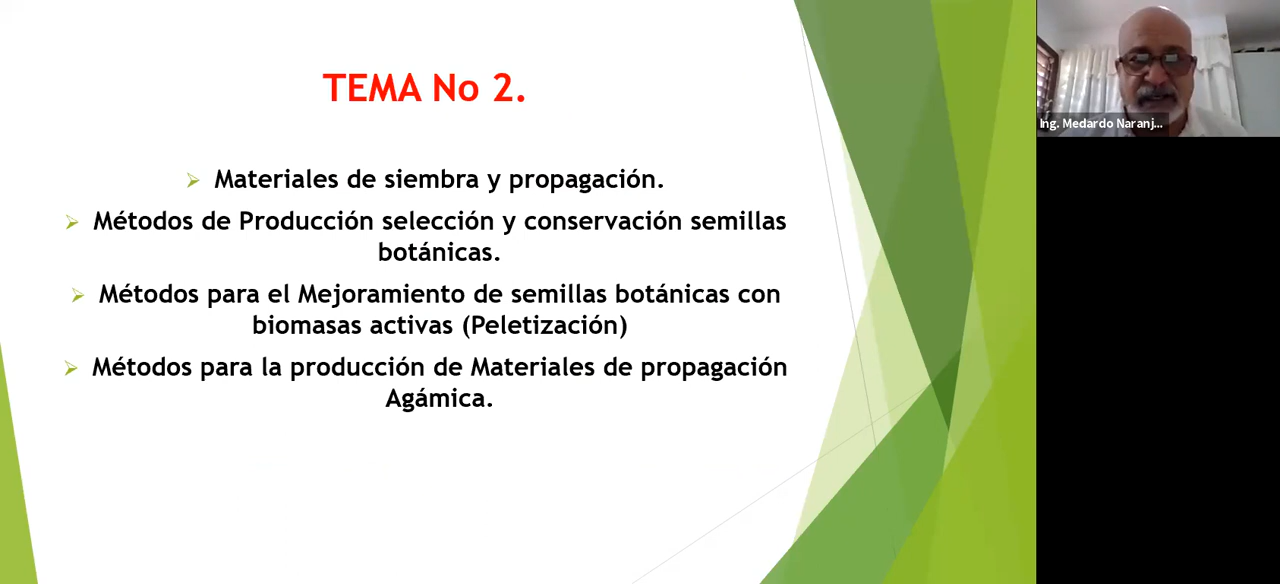 TEMA No 2.
Materiales de siembra y propagación.
Métodos de Producción selección y conservación semillas
botánicas.
Métodos para el Mejoramiento de semillas botánicas con
biomasas activas (Peletización)
Métodos para la producción de Materiales de propagación
Agámica.
Ing. Medardo Naranj...